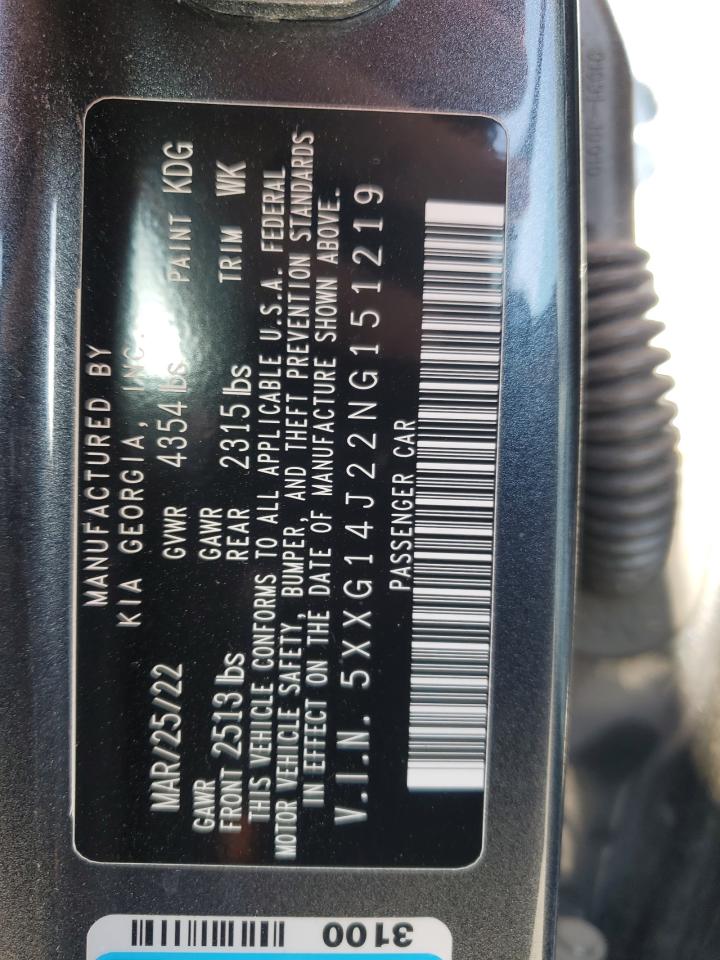 MANUFACTURED BY
KIA GEORGIA, INC.
MAR/25/22 GVWR 4354 lbs PAINT KDG
GAWR GAWR
FRONT 2513 lbs REAR 2315 lbs TRIM WK
THIS VEHICLE CONFORMS TO ALL APPLICABLE U.S.A. FEDERAL
MOTOR VEHICLE SAFETY, BUMPER, AND THEFT PREVENTION STANDARDS
IN EFFECT ON THE DATE OF MANUFACTURE SHOWN ABOVE.
V.I.N. 5XXG14J22NG151219
PASSENGER CAR
3100